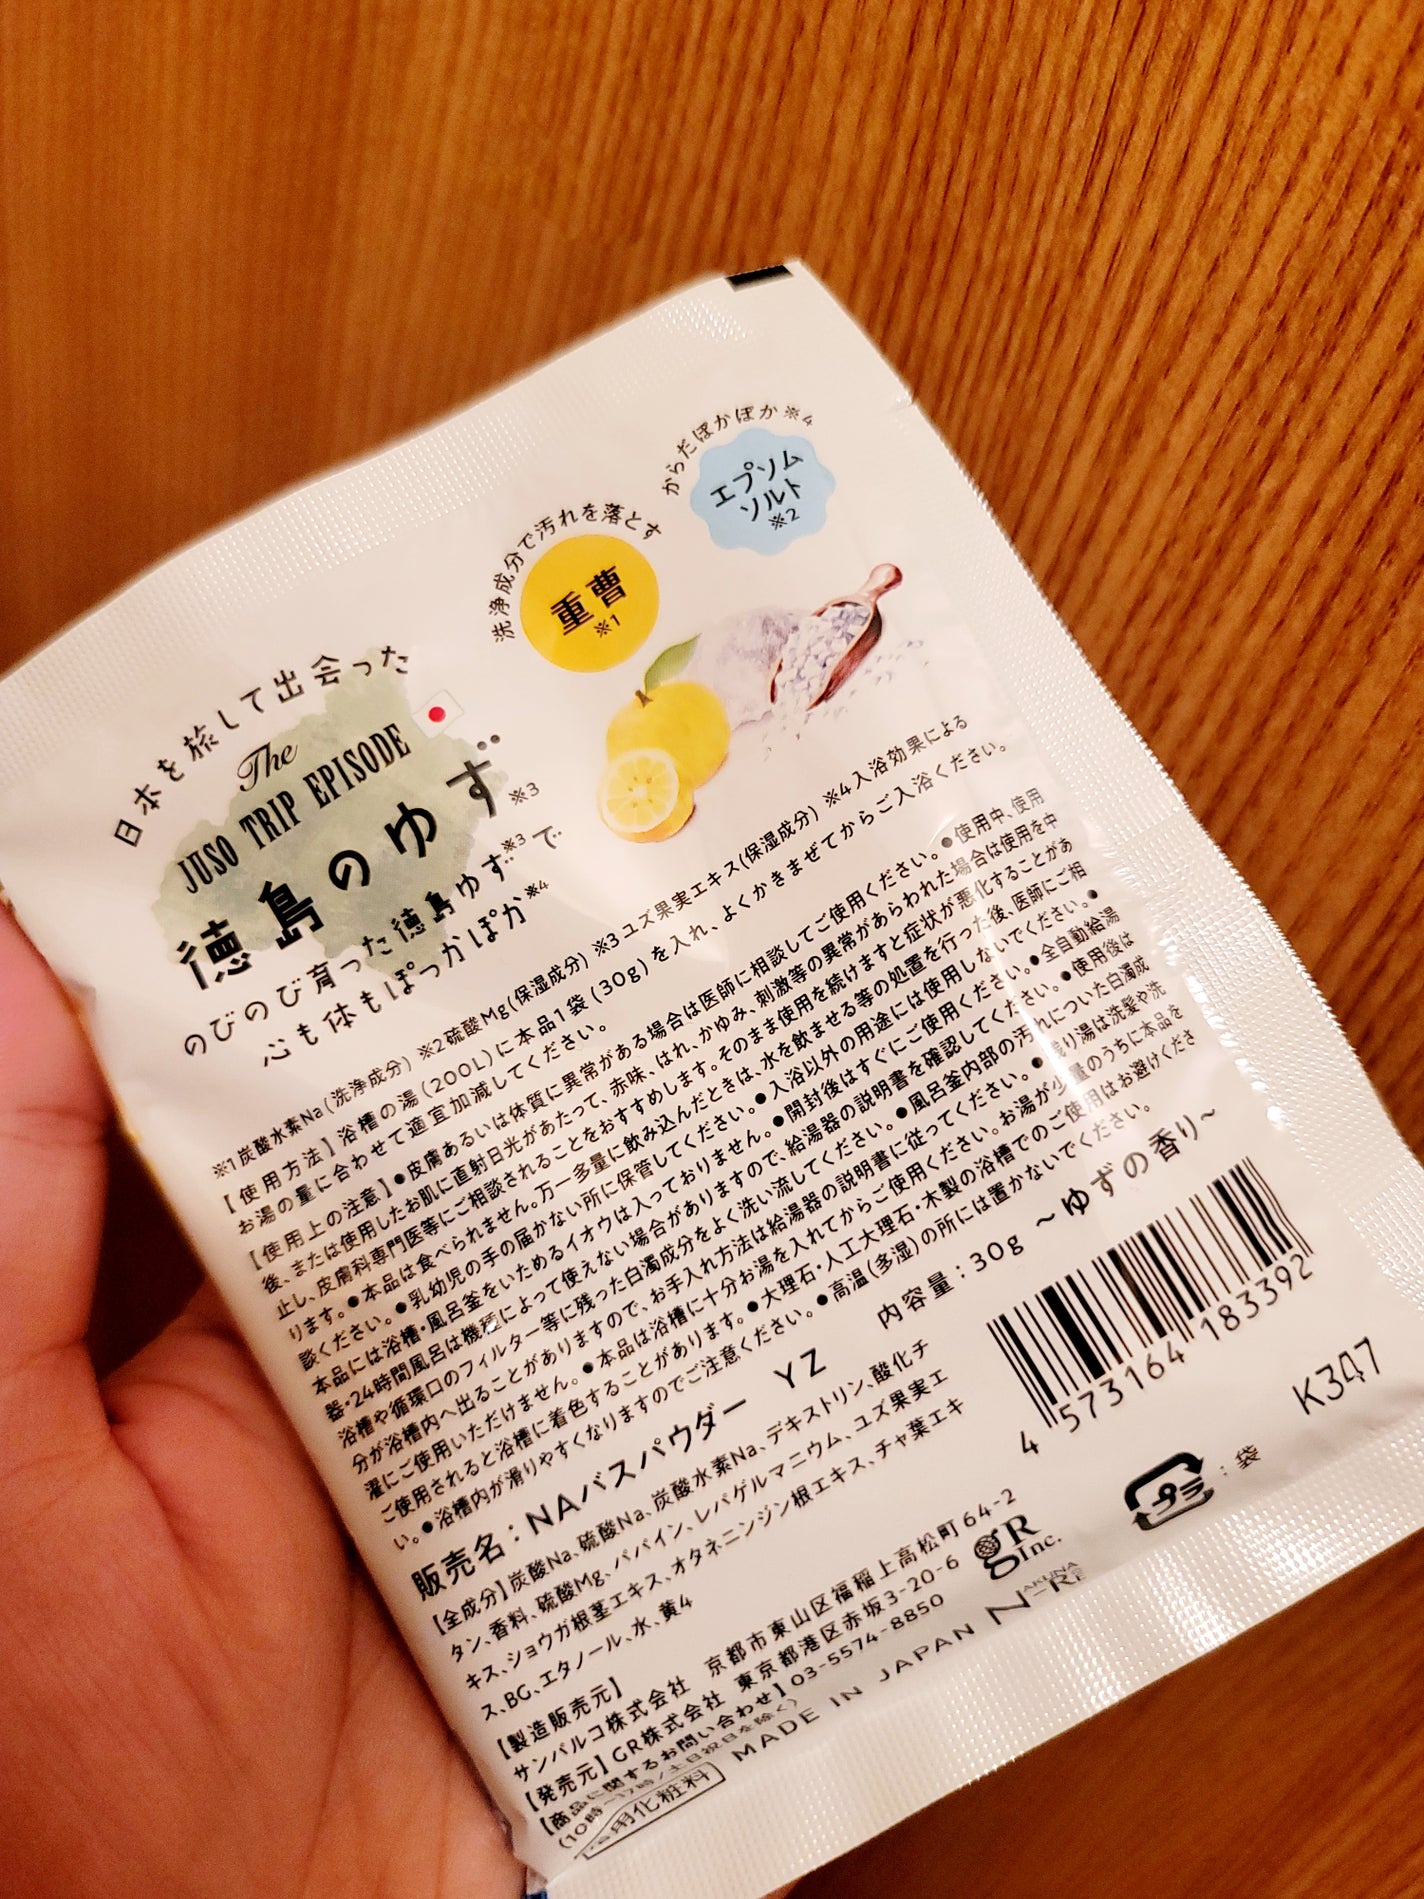 からだぽかぽか※4
エプソム
ソルト
※2
洗浄成分で汚れを落とす
重曹
※1
日本を旅して出会った
The
JUSO TRIP EPISODE
徳島のゆず※3
のびのび育った徳島ゆず※3で
心も体もぽっかぽか※4
※1炭酸水素Na(洗浄成分) ※2硫酸Mg(保湿成分) ※3ユズ果実エキス(保湿成分) ※4入浴効果による
【使用方法】浴槽の湯(200L)に本品1袋(30g)を入れ、よくかきまぜてからご入浴ください。
お湯の量に合わせて適宜加減してください。
【使用上の注意】●皮膚あるいは体質に異常がある場合は医師に相談してご使用ください。●使用中、使用
後、または使用したお肌に直射日光があたって、赤味、はれ、かゆみ、刺激等の異常があらわれた場合は使用を中
止し、皮膚科専門医等にご相談されることをおすすめします。そのまま使用を続けますと症状が悪化することがあ
ります。●本品は食べられません。万一多量に飲み込んだときは、水を飲ませる等の処置を行った後、医師にご相
談ください。●乳幼児の手の届かない所に保管してください。●入浴以外の用途には使用しないでください。●
本品には浴槽・風呂釜をいためるイオウは入っておりません。●開封後はすぐにご使用ください。●全自動給湯
器・24時間風呂は機種によって使えない場合がありますので、給湯器の説明書を確認してください。●使用後は
浴槽や循環口のフィルター等に残った白濁成分をよく洗い流してください。●風呂釜内部の汚れについた白濁成
分が浴槽内へ出ることがありますので、お手入れ方法は給湯器の説明書に従ってください。●残り湯は洗髪や洗
濯にご使用いただけません。●本品は浴槽に十分お湯を入れてからご使用ください。お湯が少量のうちに本品を
ご使用されると浴槽に着色することがあります。●大理石・人工大理石・木製の浴槽でのご使用はお避けくださ
い。●浴槽内が滑りやすくなりますのでご注意ください。●高温(多湿)の所には置かないでください。
販売名：NAバスパウダー YZ
内容量：30g
～ゆずの香り～
【全成分】炭酸Na、硫酸Na、炭酸水素Na、デキストリン、酸化チ
タン、香料、硫酸Mg、パパイン、レパゲルマニウム、ユズ果実エ
キス、ショウガ根茎エキス、オタネニンジン根エキス、チャ葉エキ
ス、BG、エタノール、水、黄4
4 573164 183392
K347
プラ
：袋
【製造販売元】
サンパルコ株式会社 京都市東山区福稲上高松町64-2
【発売元】GR株式会社 東京都港区赤坂3-20-6
【商品に関するお問い合わせ】03-5574-8850
(10時～17時/土日祝日を除く)
gR Inc.
用化粧料
MADE IN JAPAN